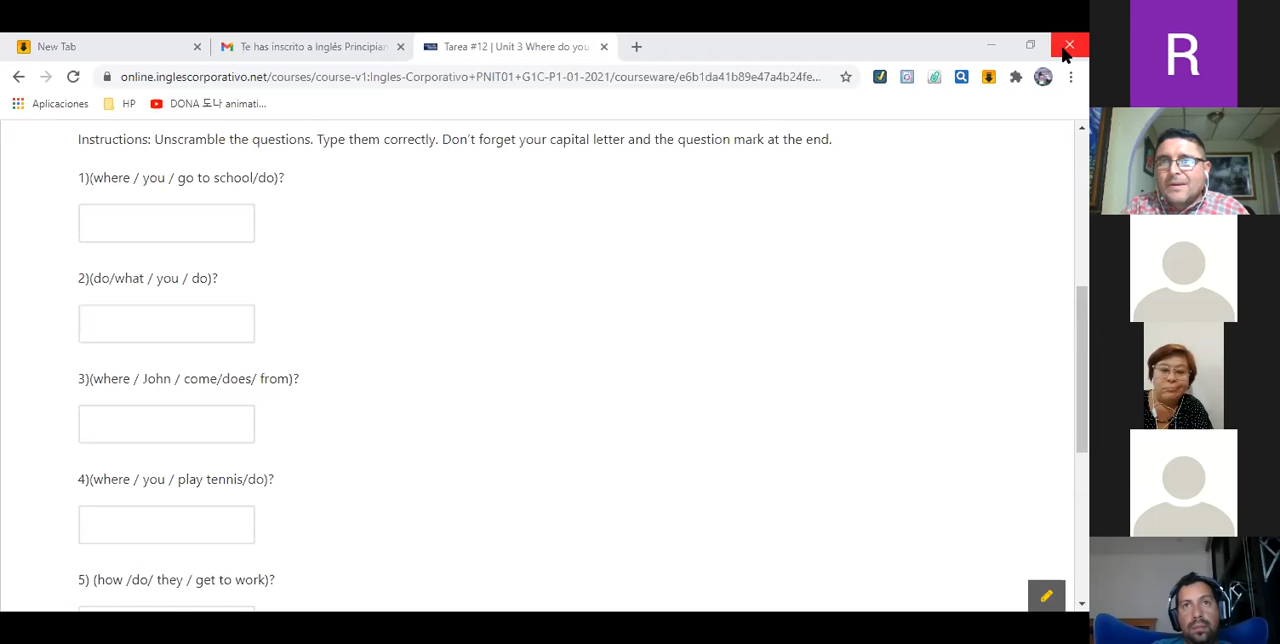 New Tab
Te has inscrito a Inglés Principian
Tarea #12 | Unit 3 Where do you
online.inglescorporativo.net/courses/course-v1:Ingles-Corporativo+PNIT01+G1C-P1-01-2021/courseware/e6b1da41b89e47a4b24fe...
Aplicaciones
HP
DONA 도나 animati...
R
Instructions: Unscramble the questions. Type them correctly. Don't forget your capital letter and the question mark at the end.
1)(where / you / go to school/do)?
2)(do/what / you / do)?
3)(where / John / come/does/ from)?
4)(where / you / play tennis/do)?
5) (how /do/ they / get to work)?